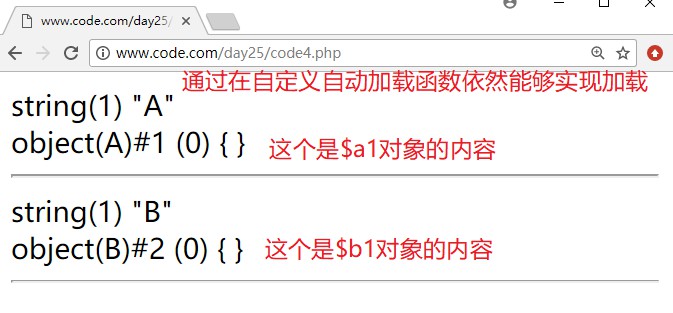 www.code.com/day25/
www.code.com/day25/code4.php
通过在自定义自动加载函数依然能够实现加载
string(1) "A"
object(A)#1 (0) { }
这个是$a1对象的内容
string(1) "B"
object(B)#2 (0) { }
这个是$b1对象的内容